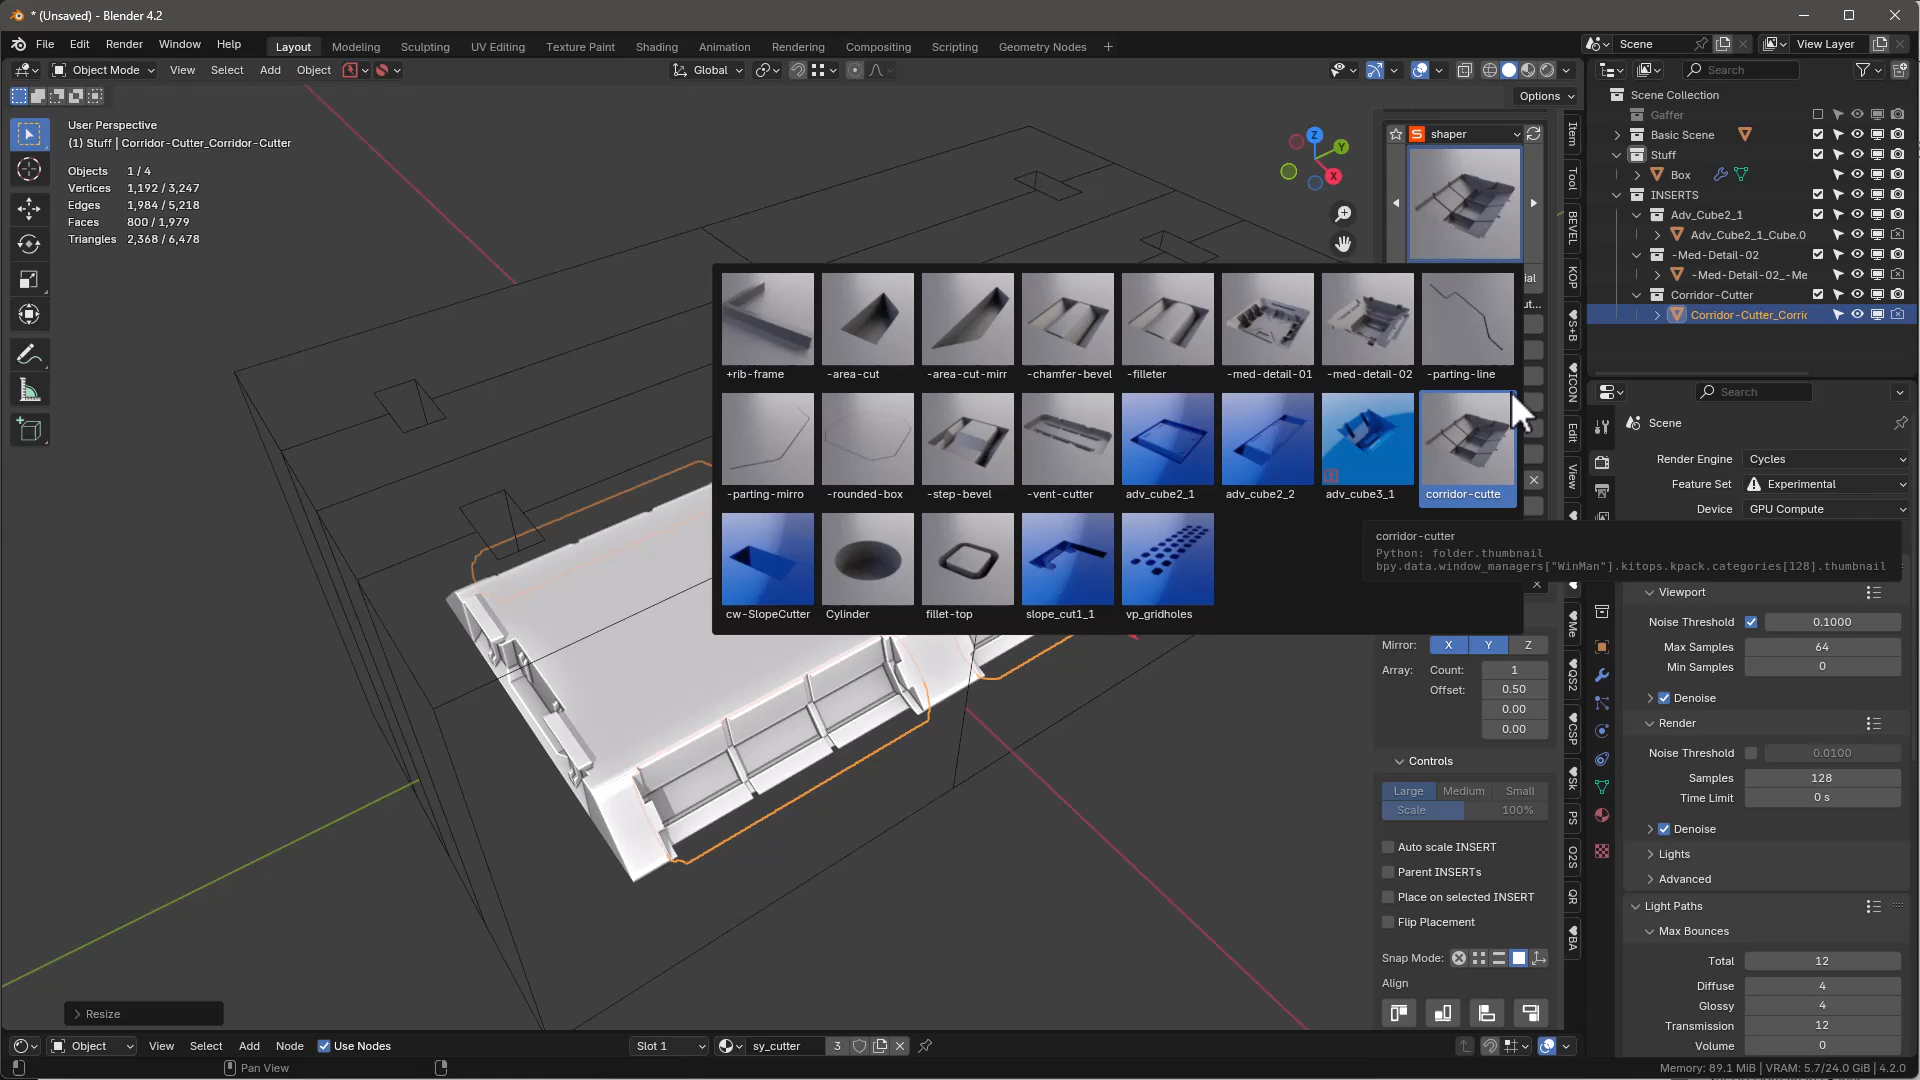 * (Unsaved) - Blender 4.2
File Edit Render Window Help Layout Modeling Sculpting UV Editing Texture Paint Shading Animation Rendering Compositing Scripting Geometry Nodes + Scene View Layer
Object Mode View Select Add Object Global Search
Options
User Perspective
(1) Stuff | Corridor-Cutter_Corridor-Cutter
Objects 1 / 4
Vertices 1,192 / 3,247
Edges 1,984 / 5,218
Faces 800 / 1,979
Triangles 2,368 / 6,478
Z
Y
X
shaper
ial
ut...
+rib-frame -area-cut -area-cut-mirr -chamfer-bevel -filleter -med-detail-01 -med-detail-02 -parting-line
-parting-mirro -rounded-box -step-bevel -vent-cutter adv_cube2_1 adv_cube2_2 adv_cube3_1 corridor-cutte
cw-SlopeCutter Cylinder fillet-top slope_cut1_1 vp_gridholes
corridor-cutter
Python: folder.thumbnail
bpy.data.window_managers["WinMan"].kitops.kpack.categories[128].thumbnail
Mirror: X Y Z
Array: Count: 1
Offset: 0.50
0.00
0.00
Controls
Large Medium Small
Scale 100%
Auto scale INSERT
Parent INSERTs
Place on selected INSERT
Flip Placement
Snap Mode:
Align
Item
Tool
BEVEL
KOP
S+B
ICON
Edit
View
Me
QS2
CSP
Sk
PS
O2S
QR
BA
Scene Collection
Gaffer
Basic Scene
Stuff
Box
INSERTS
Adv_Cube2_1
Adv_Cube2_1_Cube.0
-Med-Detail-02
-Med-Detail-02_-Me
Corridor-Cutter
Corridor-Cutter_Corric
Search
Scene
Render Engine Cycles
Feature Set Experimental
Device GPU Compute
Viewport
Noise Threshold 0.1000
Max Samples 64
Min Samples 0
Denoise
Render
Noise Threshold 0.0100
Samples 128
Time Limit 0 s
Denoise
Lights
Advanced
Light Paths
Max Bounces
Total 12
Diffuse 4
Glossy 4
Transmission 12
Volume 0
Resize
Object View Select Add Node Use Nodes Slot 1 sy_cutter 3
Pan View
Memory: 89.1 MiB | VRAM: 5.7/24.0 GiB | 4.2.0